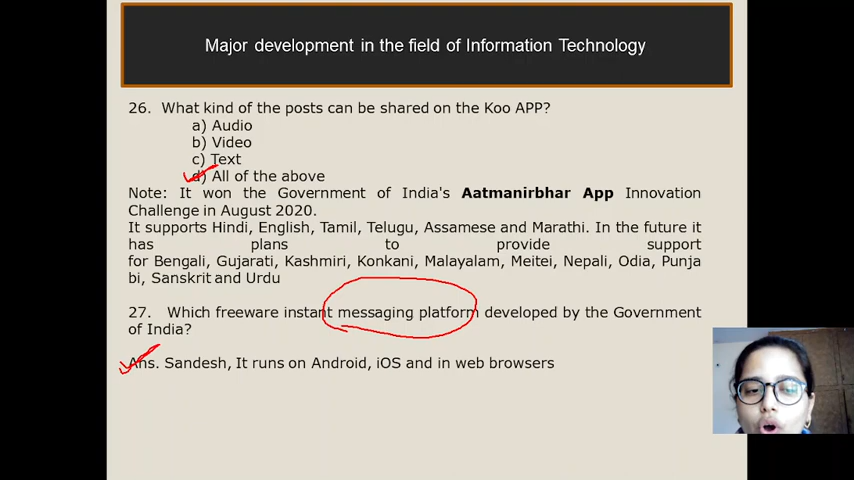 Major development in the field of Information Technology
26. What kind of the posts can be shared on the Koo APP?
a) Audio
b) Video
c) Text
d) All of the above
Note: It won the Government of India's Aatmanirbhar App Innovation
Challenge in August 2020.
It supports Hindi, English, Tamil, Telugu, Assamese and Marathi. In the future it
has plans to provide support
for Bengali, Gujarati, Kashmiri, Konkani, Malayalam, Meitei, Nepali, Odia, Punja
bi, Sanskrit and Urdu
27. Which freeware instant messaging platform developed by the Government
of India?
Ans. Sandesh, It runs on Android, iOS and in web browsers